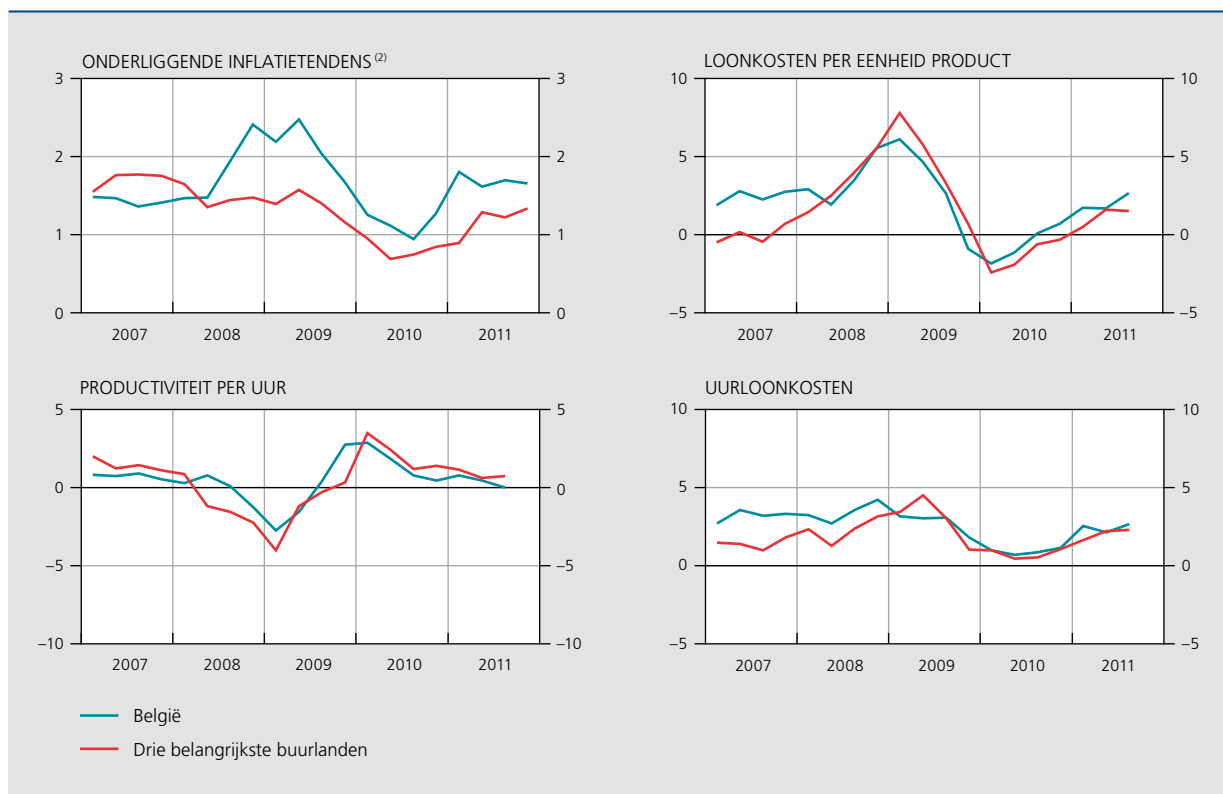 ONDERLIGGENDE INFLATIETENDENS (2)
3 3
2 2
1 1
0 0
2007 2008 2009 2010 2011
LOONKOSTEN PER EENHEID PRODUCT
10 10
5 5
0 0
–5 –5
2007 2008 2009 2010 2011
PRODUCTIVITEIT PER UUR
5 5
0 0
–5 –5
–10 –10
2007 2008 2009 2010 2011
UURLOONKOSTEN
10 10
5 5
0 0
–5 –5
2007 2008 2009 2010 2011
België
Drie belangrijkste buurlanden